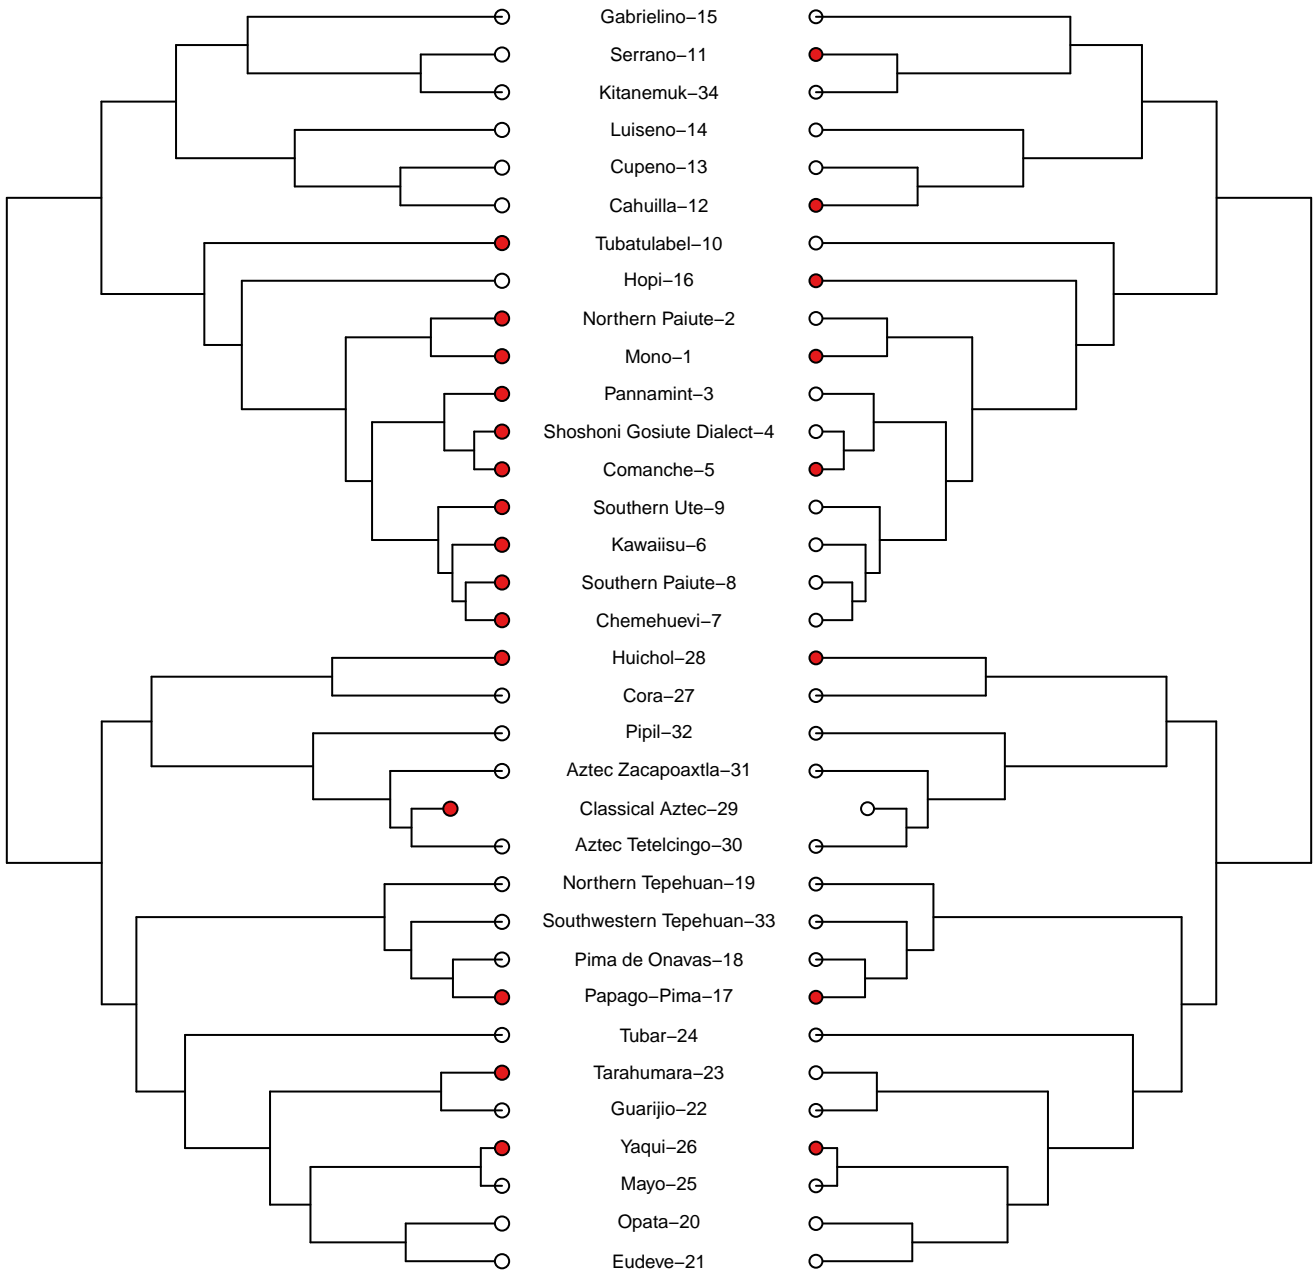 Gabrielino–15
Serrano–11
Kitanemuk–34
Luiseno–14
Cupeno–13
Cahuilla–12
Tubatulabel–10
Hopi–16
Northern Paiute–2
Mono–1
Pannamint–3
Shoshoni Gosiute Dialect–4
Comanche–5
Southern Ute–9
Kawaiisu–6
Southern Paiute–8
Chemehuevi–7
Huichol–28
Cora–27
Pipil–32
Aztec Zacapoaxtla–31
Classical Aztec–29
Aztec Tetelcingo–30
Northern Tepehuan–19
Southwestern Tepehuan–33
Pima de Onavas–18
Papago–Pima–17
Tubar–24
Tarahumara–23
Guarijio–22
Yaqui–26
Mayo–25
Opata–20
Eudeve–21